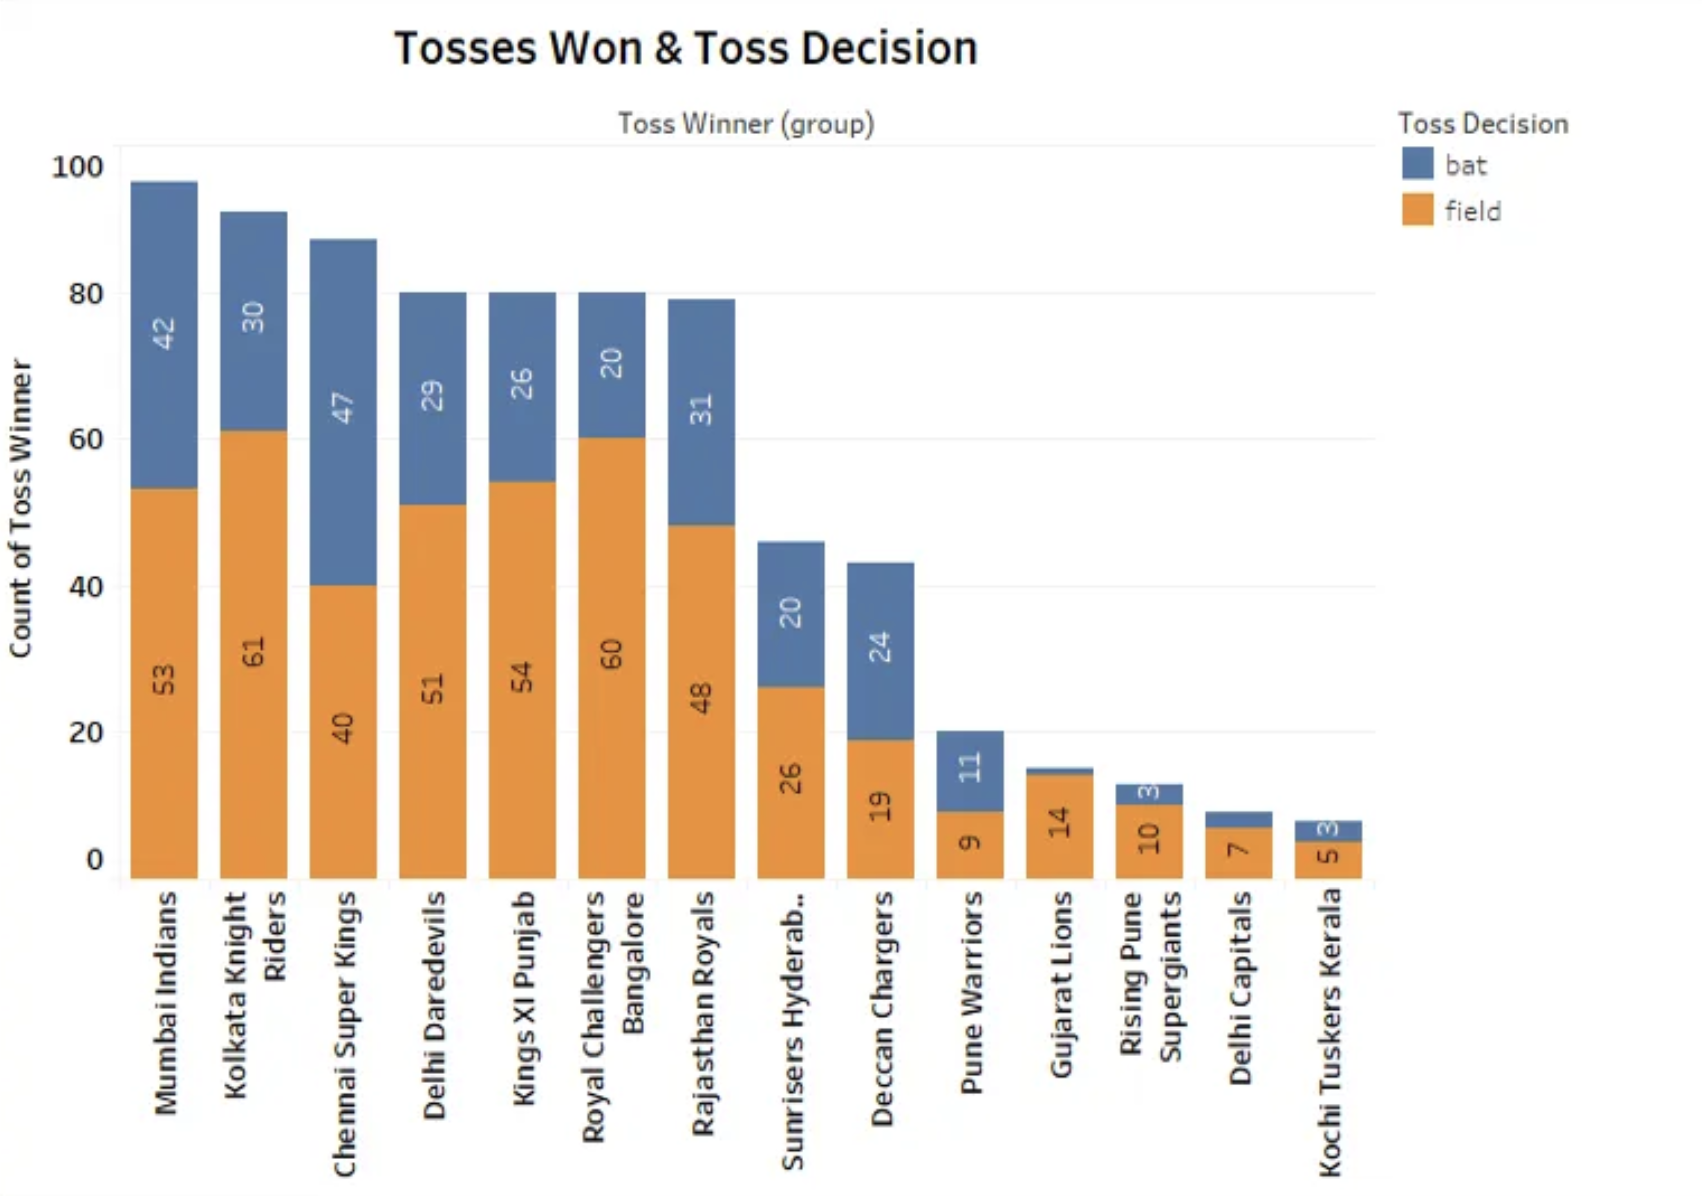 Tosses Won & Toss Decision
Toss Winner (group)
Toss Decision
bat
field
Count of Toss Winner
100
80
60
40
20
0
42
53
30
61
47
40
29
51
26
54
20
60
31
48
20
26
24
19
11
9
14
3
10
7
3
5
Mumbai Indians
Kolkata Knight
Riders
Chennai Super Kings
Delhi Daredevils
Kings XI Punjab
Royal Challengers
Bangalore
Rajasthan Royals
Sunrisers Hyderab..
Deccan Chargers
Pune Warriors
Gujarat Lions
Rising Pune
Supergiants
Delhi Capitals
Kochi Tuskers Kerala